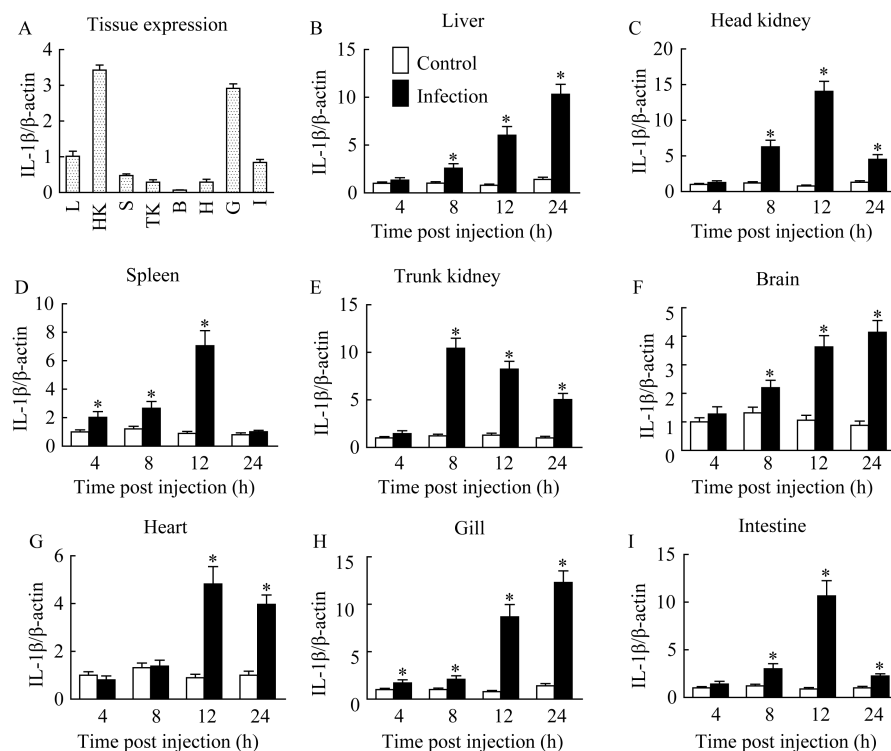 A
Tissue expression
IL-1β/β-actin
4
3
2
1
0
L
HK
S
TK
B
H
G
I
B
Liver
IL-1β/β-actin
15
10
5
0
Control
Infection
*
*
*
4 8 12 24
Time post injection (h)
C
Head kidney
IL-1β/β-actin
20
15
10
5
0
*
*
*
4 8 12 24
Time post injection (h)
D
Spleen
IL-1β/β-actin
10
8
6
4
2
0
*
*
*
4 8 12 24
Time post injection (h)
E
Trunk kidney
IL-1β/β-actin
15
10
5
0
*
*
*
4 8 12 24
Time post injection (h)
F
Brain
IL-1β/β-actin
5
4
3
2
1
0
*
*
*
4 8 12 24
Time post injection (h)
G
Heart
IL-1β/β-actin
6
4
2
0
*
*
4 8 12 24
Time post injection (h)
H
Gill
IL-1β/β-actin
15
10
5
0
*
*
*
*
4 8 12 24
Time post injection (h)
I
Intestine
IL-1β/β-actin
15
10
5
0
*
*
*
4 8 12 24
Time post injection (h)